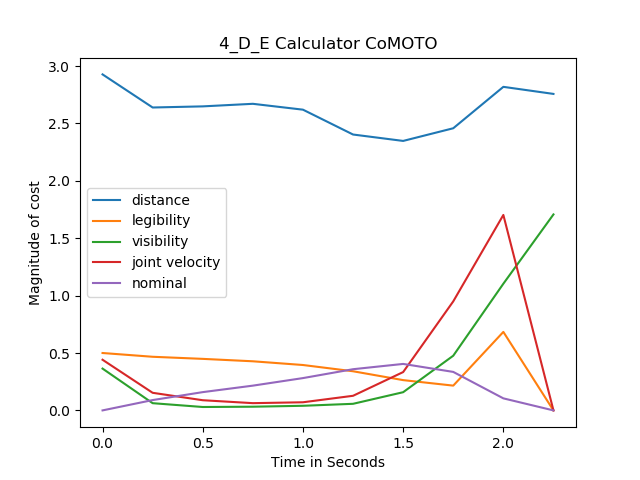 4_D_E Calculator CoMOTO
3.0
2.5
2.0
1.5
1.0
0.5
0.0
Magnitude of cost
distance
legibility
visibility
joint velocity
nominal
0.0 0.5 1.0 1.5 2.0
Time in Seconds